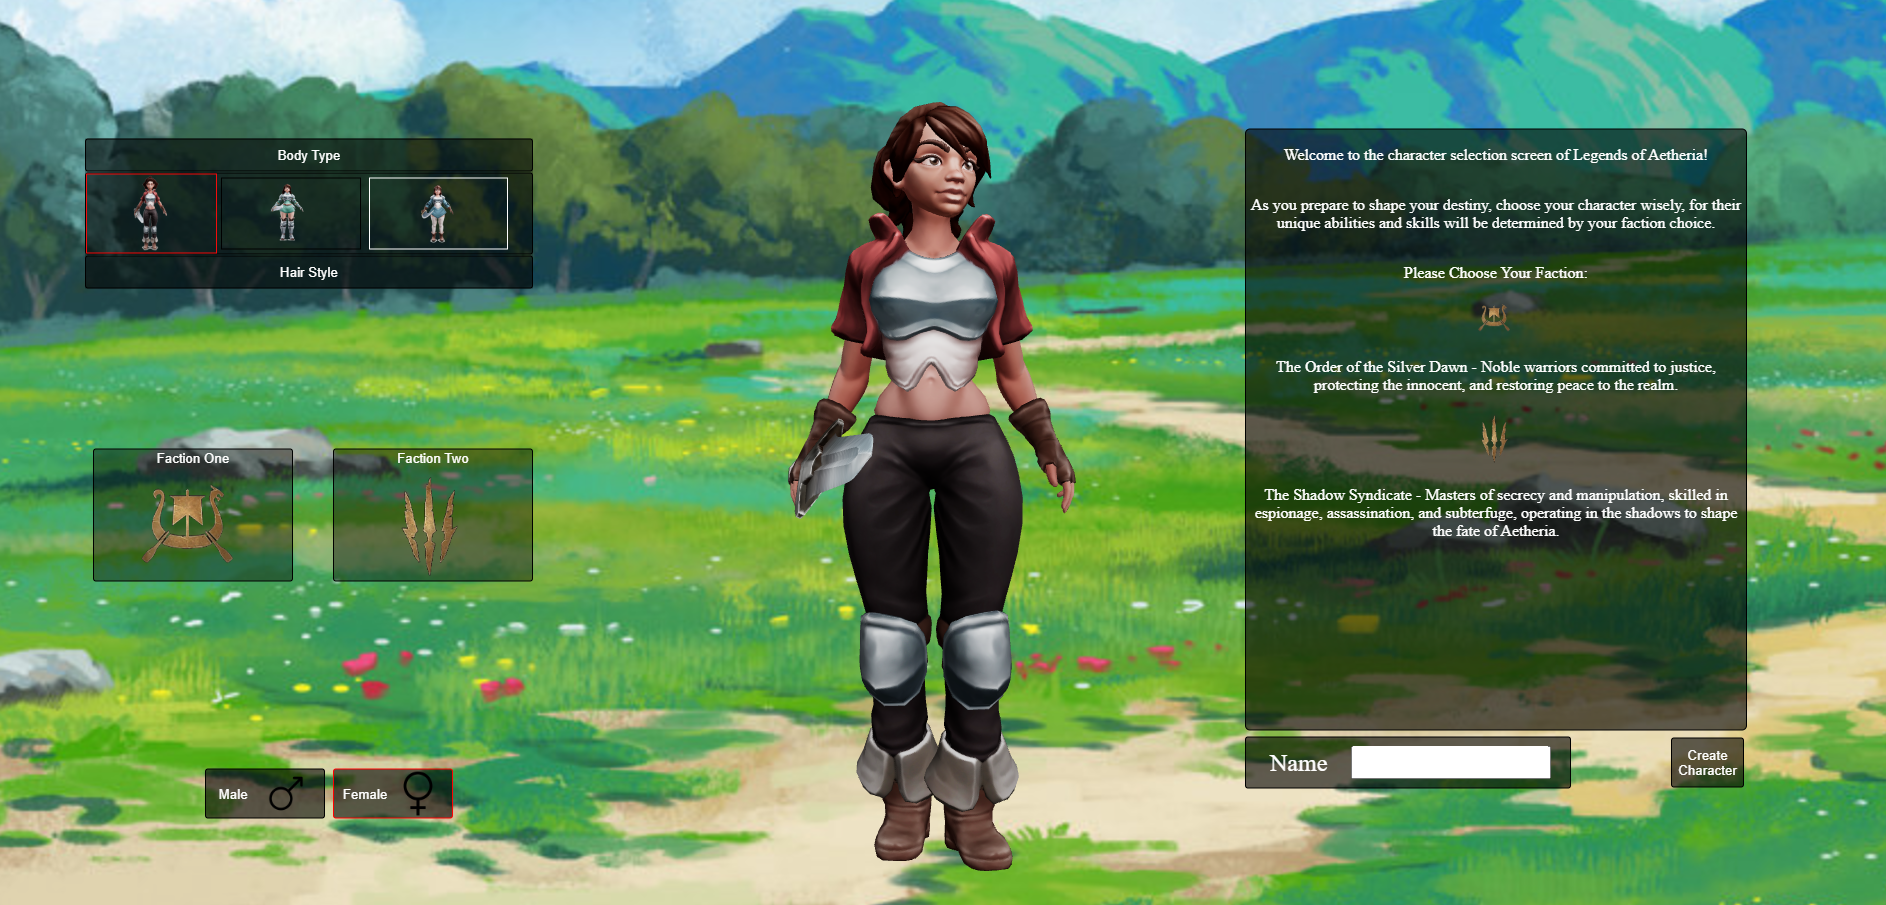 Body Type
Hair Style
Faction One
Faction Two
Male
Female
Welcome to the character selection screen of Legends of Aetheria!
As you prepare to shape your destiny, choose your character wisely, for their
unique abilities and skills will be determined by your faction choice.
Please Choose Your Faction:
The Order of the Silver Dawn - Noble warriors committed to justice,
protecting the innocent, and restoring peace to the realm.
The Shadow Syndicate - Masters of secrecy and manipulation, skilled in
espionage, assassination, and subterfuge, operating in the shadows to shape
the fate of Aetheria.
Name
Create
Character